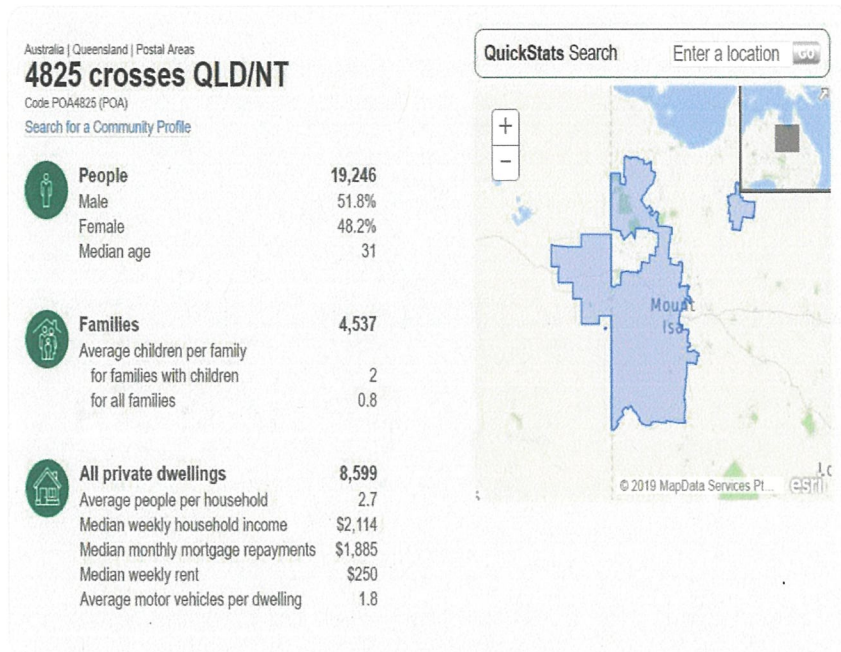 Australia | Queensland | Postal Areas
4825 crosses QLD/NT
Code POA4825 (POA)
Search for a Community Profile
People 19,246
Male 51.8%
Female 48.2%
Median age 31
Families 4,537
Average children per family
for families with children 2
for all families 0.8
All private dwellings 8,599
Average people per household 2.7
Median weekly household income $2,114
Median monthly mortgage repayments $1,885
Median weekly rent $250
Average motor vehicles per dwelling 1.8
QuickStats Search Enter a location GO
+
−
Mount
Isa
© 2019 MapData Services Pt...
esri